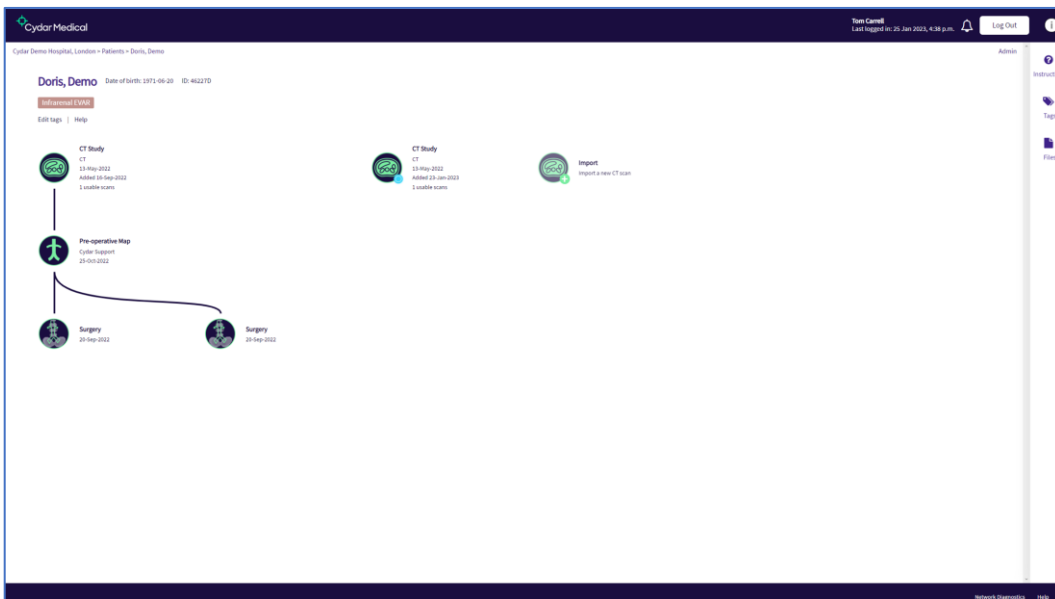 Cydar Medical
Tom Carrell
Last logged in: 25 Jan 2023, 4:38 p.m.
Log Out
i
Cydar Demo Hospital, London > Patients > Doris, Demo
Admin
Doris, Demo Date of birth: 1971-06-20 ID: 46227D
Infrarenal EVAR
Edit tags | Help
Instruct
Tags
Files
CT Study
CT
13-May-2022
Added 16-Sep-2022
1 usable scans
CT Study
CT
13-May-2022
Added 23-Jan-2023
1 usable scans
Import
Import a new CT scan
Pre-operative Map
Cydar Support
25-Oct-2022
Surgery
20-Sep-2022
Surgery
20-Sep-2022
Network Diagnostics Help